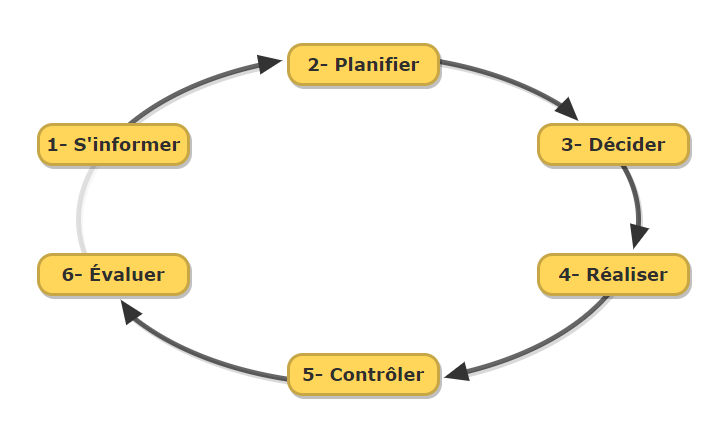 1- S'informer
2- Planifier
3- Décider
4- Réaliser
5- Contrôler
6- Évaluer